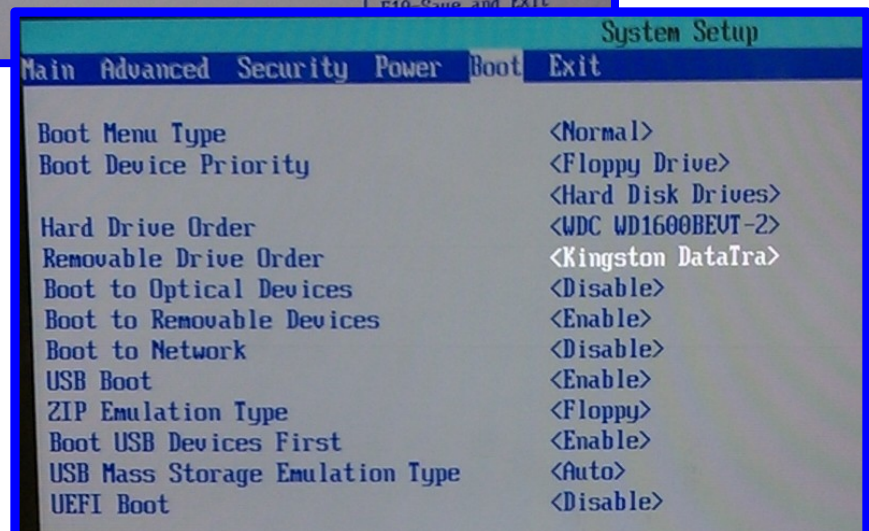 F10-Save and Exit
System Setup
Main Advanced Security Power Boot Exit
Boot Menu Type <Normal>
Boot Device Priority <Floppy Drive>
<Hard Disk Drives>
Hard Drive Order <WDC WD1600BEVT-2>
Removable Drive Order <Kingston DataTra>
Boot to Optical Devices <Disable>
Boot to Removable Devices <Enable>
Boot to Network <Disable>
USB Boot <Enable>
ZIP Emulation Type <Floppy>
Boot USB Devices First <Enable>
USB Mass Storage Emulation Type <Auto>
UEFI Boot <Disable>